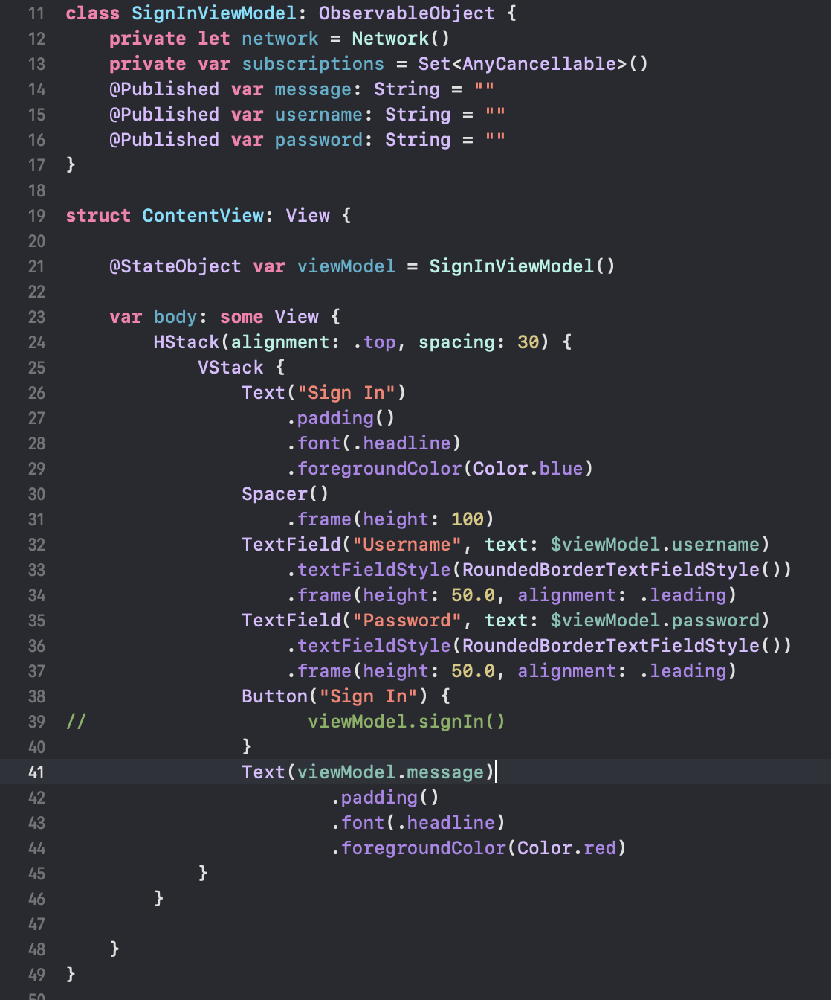 11 class SignInViewModel: ObservableObject {
12     private let network = Network()
13     private var subscriptions = Set<AnyCancellable>()
14     @Published var message: String = ""
15     @Published var username: String = ""
16     @Published var password: String = ""
17 }
18
19 struct ContentView: View {
20
21     @StateObject var viewModel = SignInViewModel()
22
23     var body: some View {
24         HStack(alignment: .top, spacing: 30) {
25             VStack {
26                 Text("Sign In")
27                     .padding()
28                     .font(.headline)
29                     .foregroundColor(Color.blue)
30                 Spacer()
31                     .frame(height: 100)
32                 TextField("Username", text: $viewModel.username)
33                     .textFieldStyle(RoundedBorderTextFieldStyle())
34                     .frame(height: 50.0, alignment: .leading)
35                 TextField("Password", text: $viewModel.password)
36                     .textFieldStyle(RoundedBorderTextFieldStyle())
37                     .frame(height: 50.0, alignment: .leading)
38                 Button("Sign In") {
39 //                    viewModel.signIn()
40                 }
41                 Text(viewModel.message)
42                         .padding()
43                         .font(.headline)
44                         .foregroundColor(Color.red)
45             }
46         }
47
48     }
49 }
50